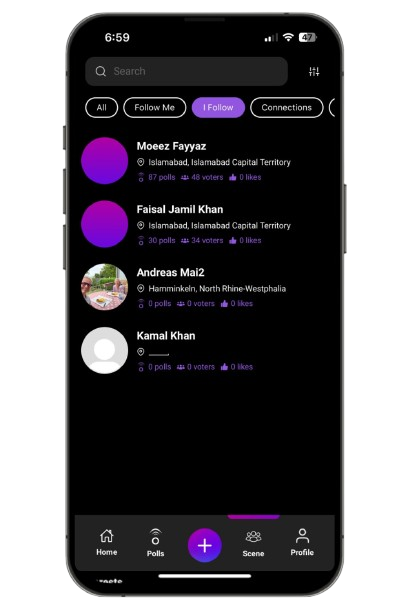 6:59
47
Search
All
Follow Me
I Follow
Connections
Moeez Fayyaz
Islamabad, Islamabad Capital Territory
87 polls 48 voters 0 likes
Faisal Jamil Khan
Islamabad, Islamabad Capital Territory
30 polls 34 voters 0 likes
Andreas Mai2
Hamminkeln, North Rhine-Westphalia
0 polls 0 voters 0 likes
Kamal Khan
0 polls 0 voters 0 likes
Home
Polls
Scene
Profile